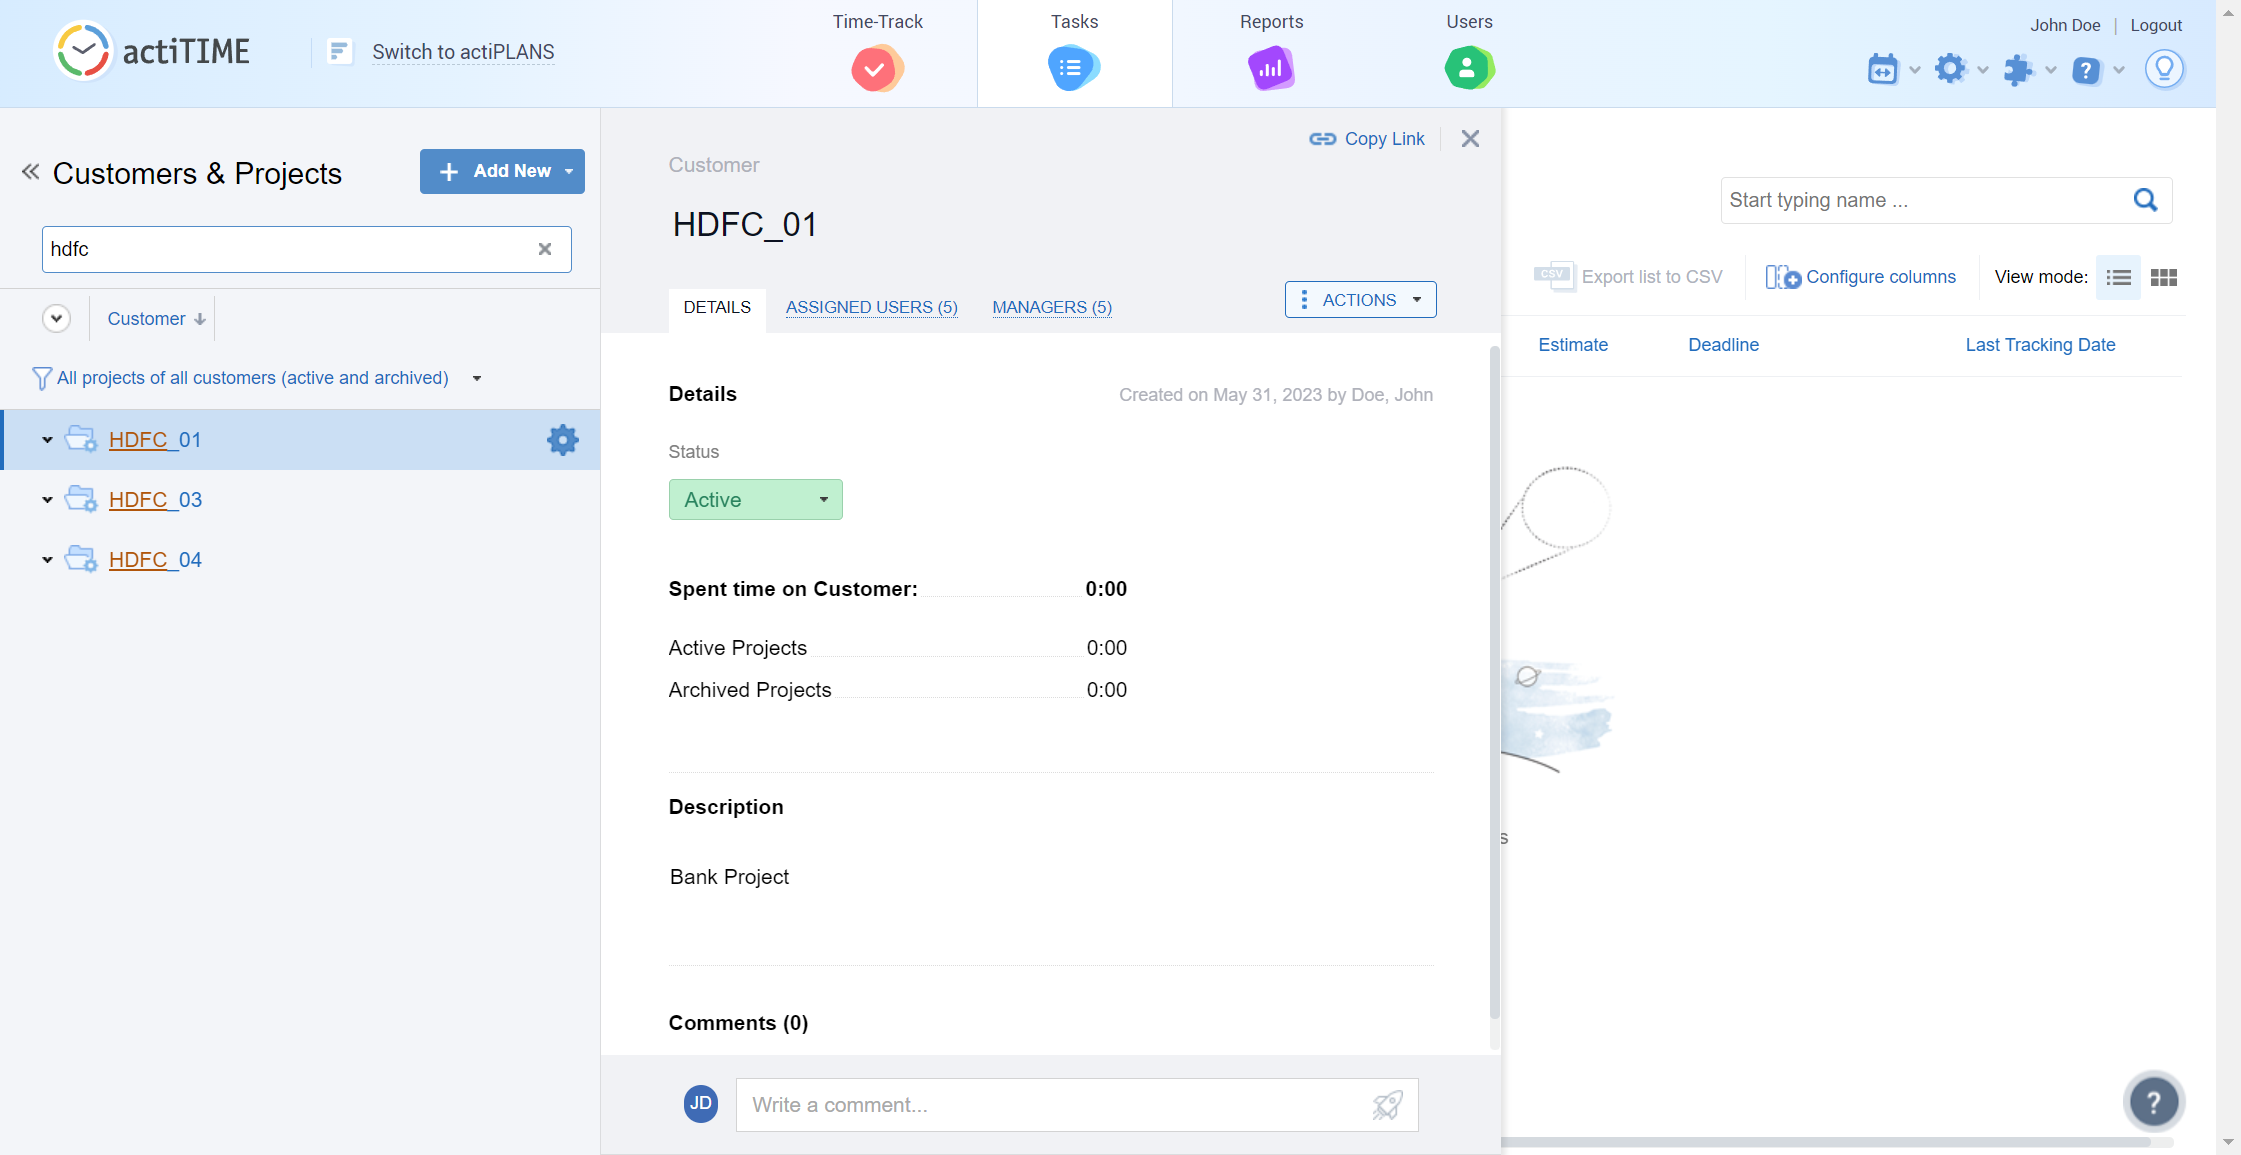 actiTIME
Switch to actiPLANS
Time-Track
Tasks
Reports
Users
John Doe | Logout
Customers & Projects
Add New
hdfc
Customer
All projects of all customers (active and archived)
HDFC_01
HDFC_03
HDFC_04
Copy Link
Customer
HDFC_01
DETAILS
ASSIGNED USERS (5)
MANAGERS (5)
ACTIONS
Details
Created on May 31, 2023 by Doe, John
Status
Active
Spent time on Customer: 0:00
Active Projects 0:00
Archived Projects 0:00
Description
Bank Project
Comments (0)
JD
Write a comment...
Start typing name ...
CSV
Export list to CSV
Configure columns
View mode:
Estimate
Deadline
Last Tracking Date
s
?